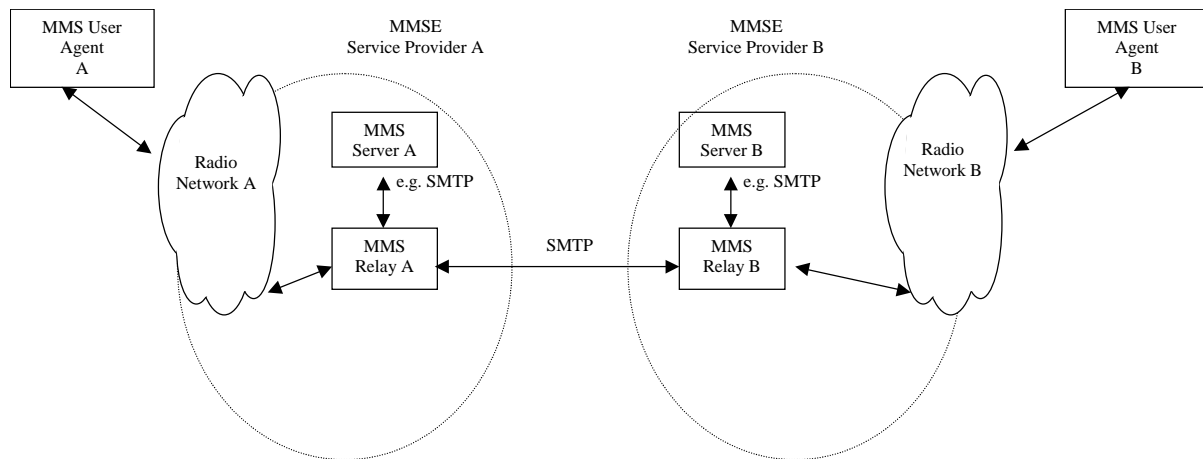 MMS User
Agent
A
MMSE
Service Provider A
MMSE
Service Provider B
MMS User
Agent
B
MMS
Server A
MMS
Server B
Radio
Network A
Radio
Network B
e.g. SMTP
e.g. SMTP
MMS
Relay A
SMTP
MMS
Relay B